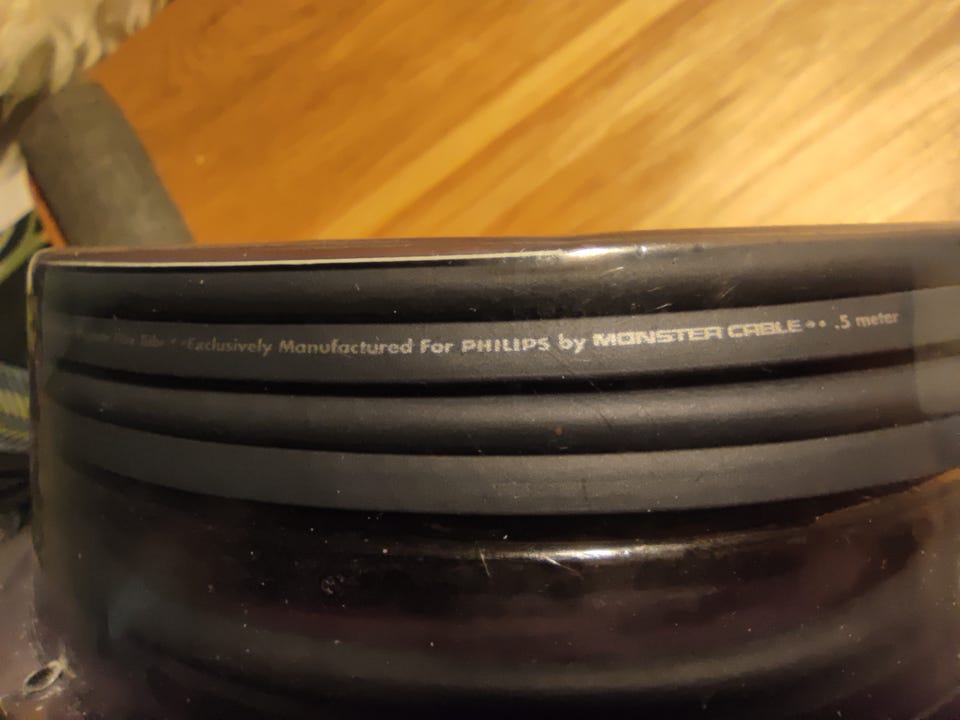 Exclusively Manufactured For PHILIPS by MONSTER CABLE •• .5 meter